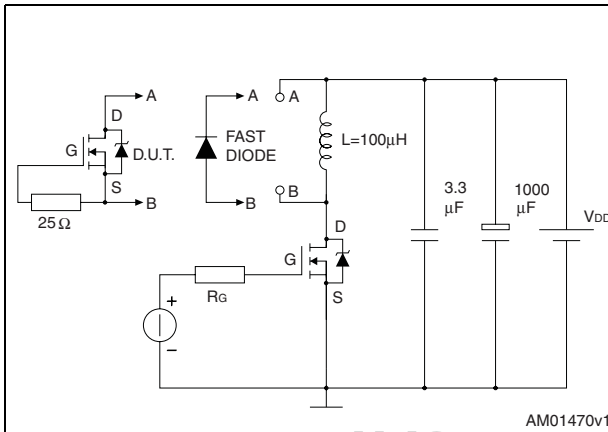 A
D
G
D.U.T.
S
B
25 Ω
A
FAST
DIODE
B
A
L=100μH
B
D
G
S
RG
+
–
3.3
μF
1000
μF
VDD
AM01470v1